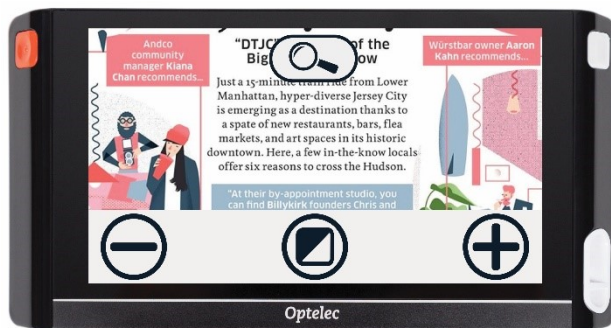 Andco
community
manager Kiana
Chan recommends...
"DTJC" of the
Big
Just a 15-minute train ride from Lower
Manhattan, hyper-diverse Jersey City
is emerging as a destination thanks to
a spate of new restaurants, bars, flea
markets, and art spaces in its historic
downtown. Here, a few in-the-know locals
offer six reasons to cross the Hudson.
"At their by-appointment studio, you
can find Billykirk founders Chris and
Würstbar owner Aaron
Kahn recommends...
Optelec